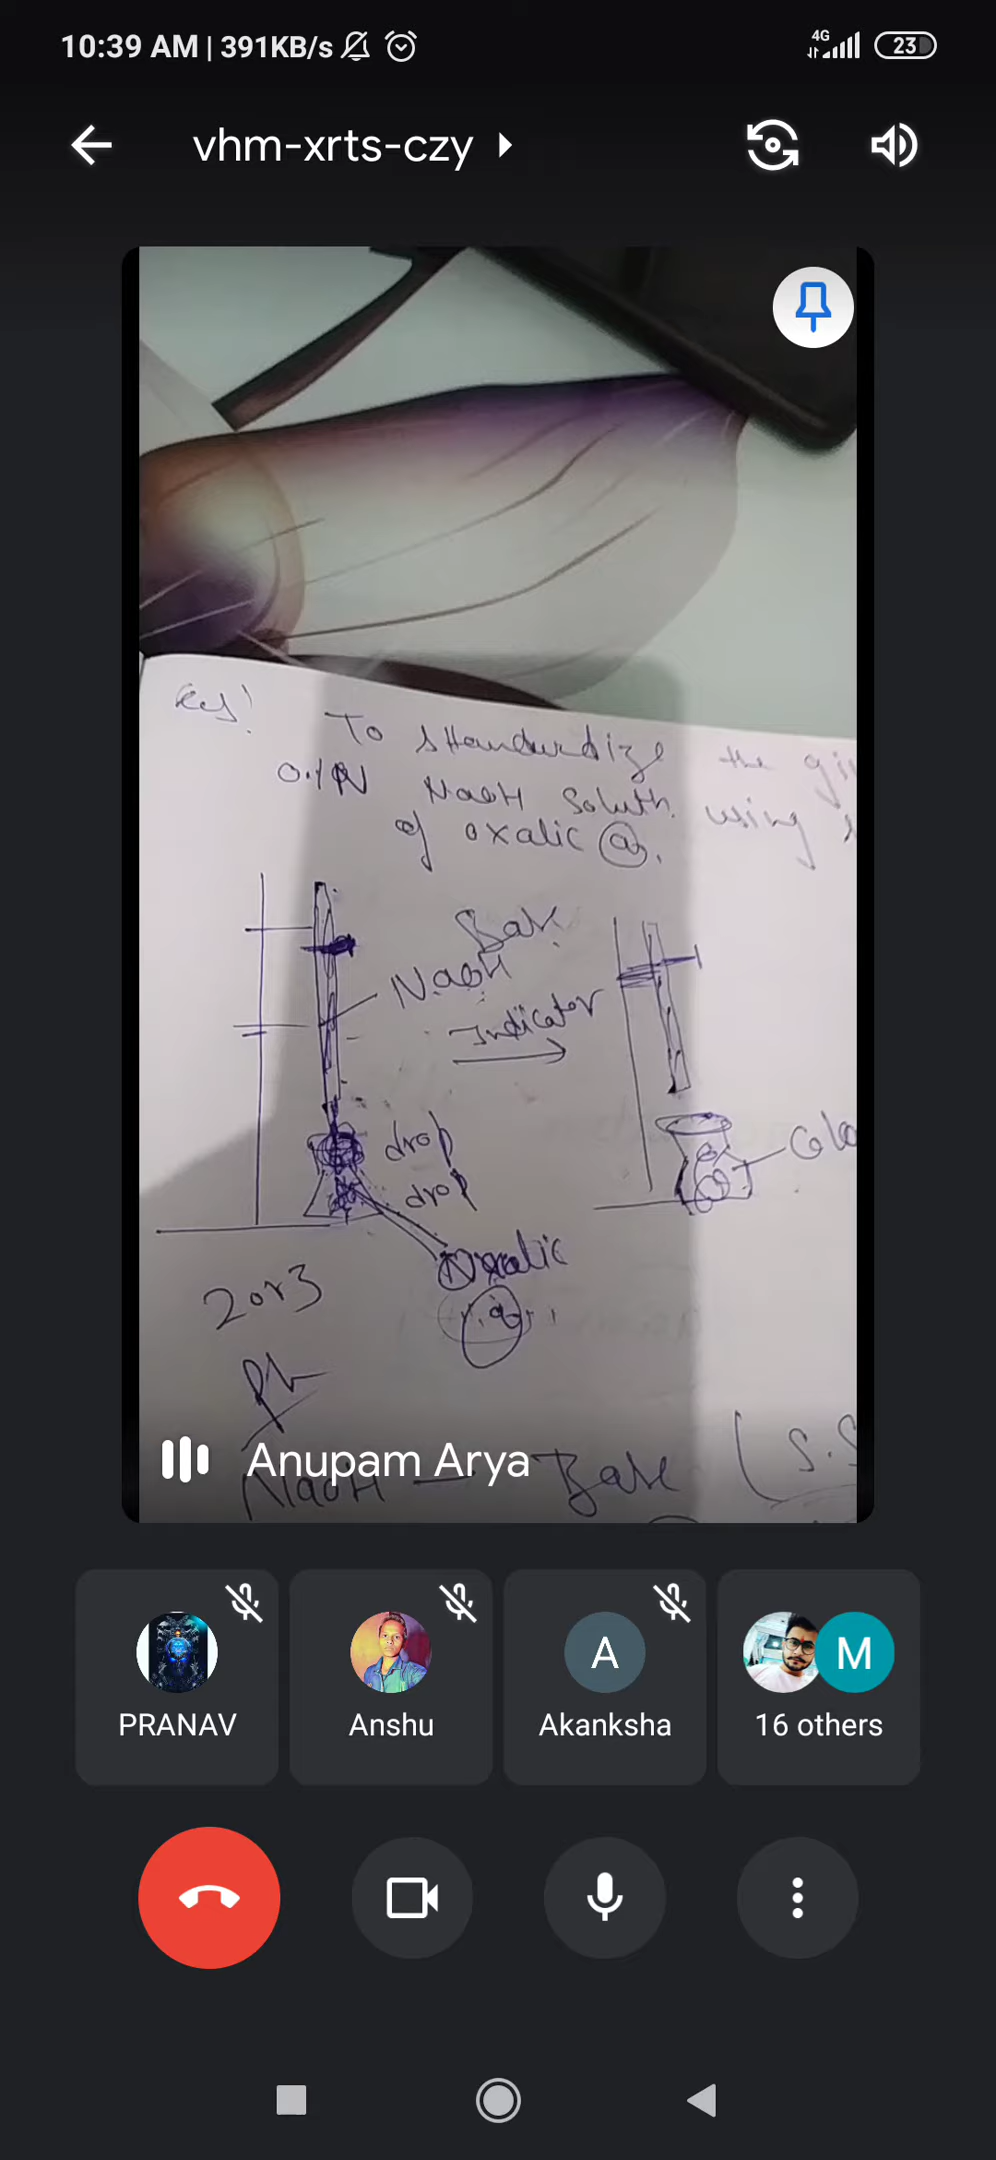 10:39 AM | 391KB/s
4G
23
vhm-xrts-czy
To standardize the
0.1N NaOH Soluth. using
of oxalic
Base
NaOH
Indicator
drop
drop
Oxalic
2 or 3
Ph
Anupam Arya
NaOH — Base (S.S
PRANAV
Anshu
A
Akanksha
M
16 others